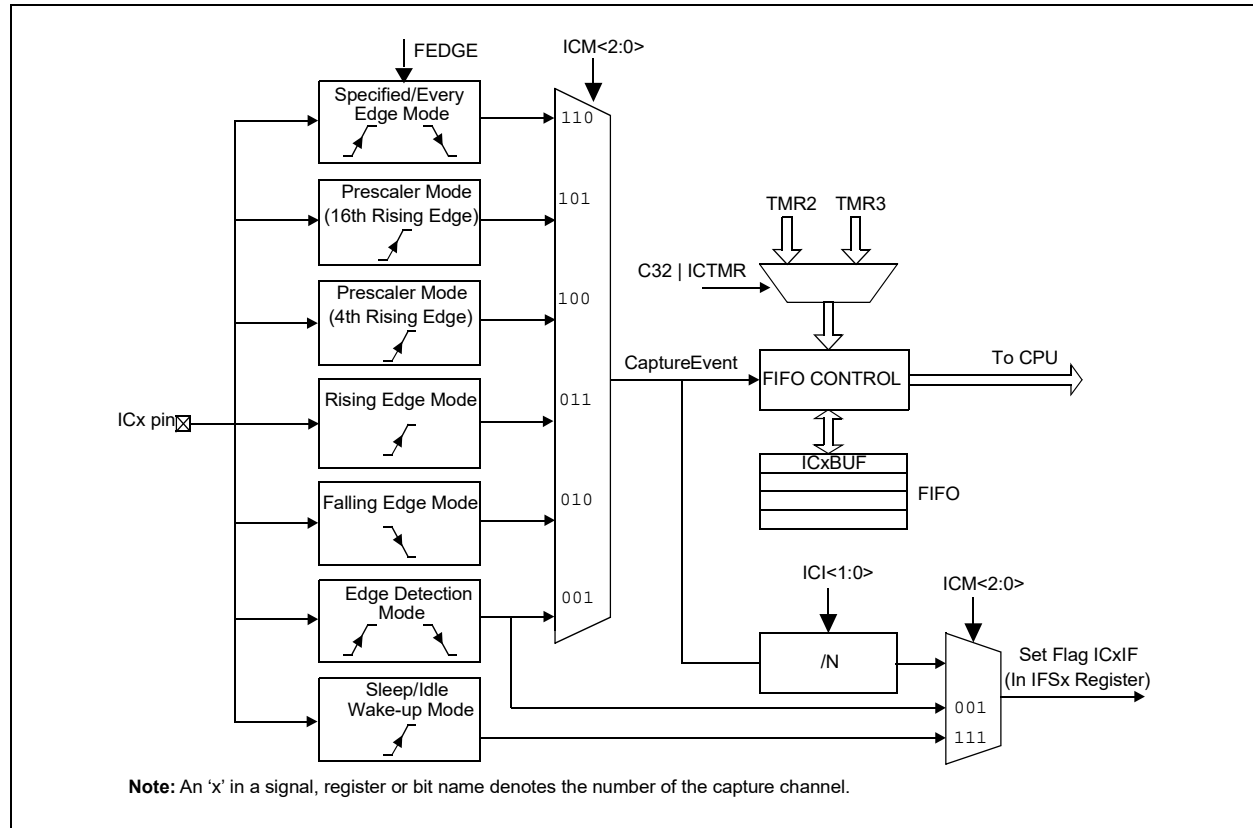 FEDGE
ICM<2:0>
Specified/Every
Edge Mode
110
Prescaler Mode
(16th Rising Edge)
101
TMR2
TMR3
C32 | ICTMR
Prescaler Mode
(4th Rising Edge)
100
CaptureEvent
FIFO CONTROL
To CPU
ICx pin
Rising Edge Mode
011
ICxBUF
FIFO
Falling Edge Mode
010
ICI<1:0>
ICM<2:0>
Edge Detection
Mode
001
/N
Set Flag ICxIF
(In IFSx Register)
Sleep/Idle
Wake-up Mode
001
111
Note: An ‘x’ in a signal, register or bit name denotes the number of the capture channel.